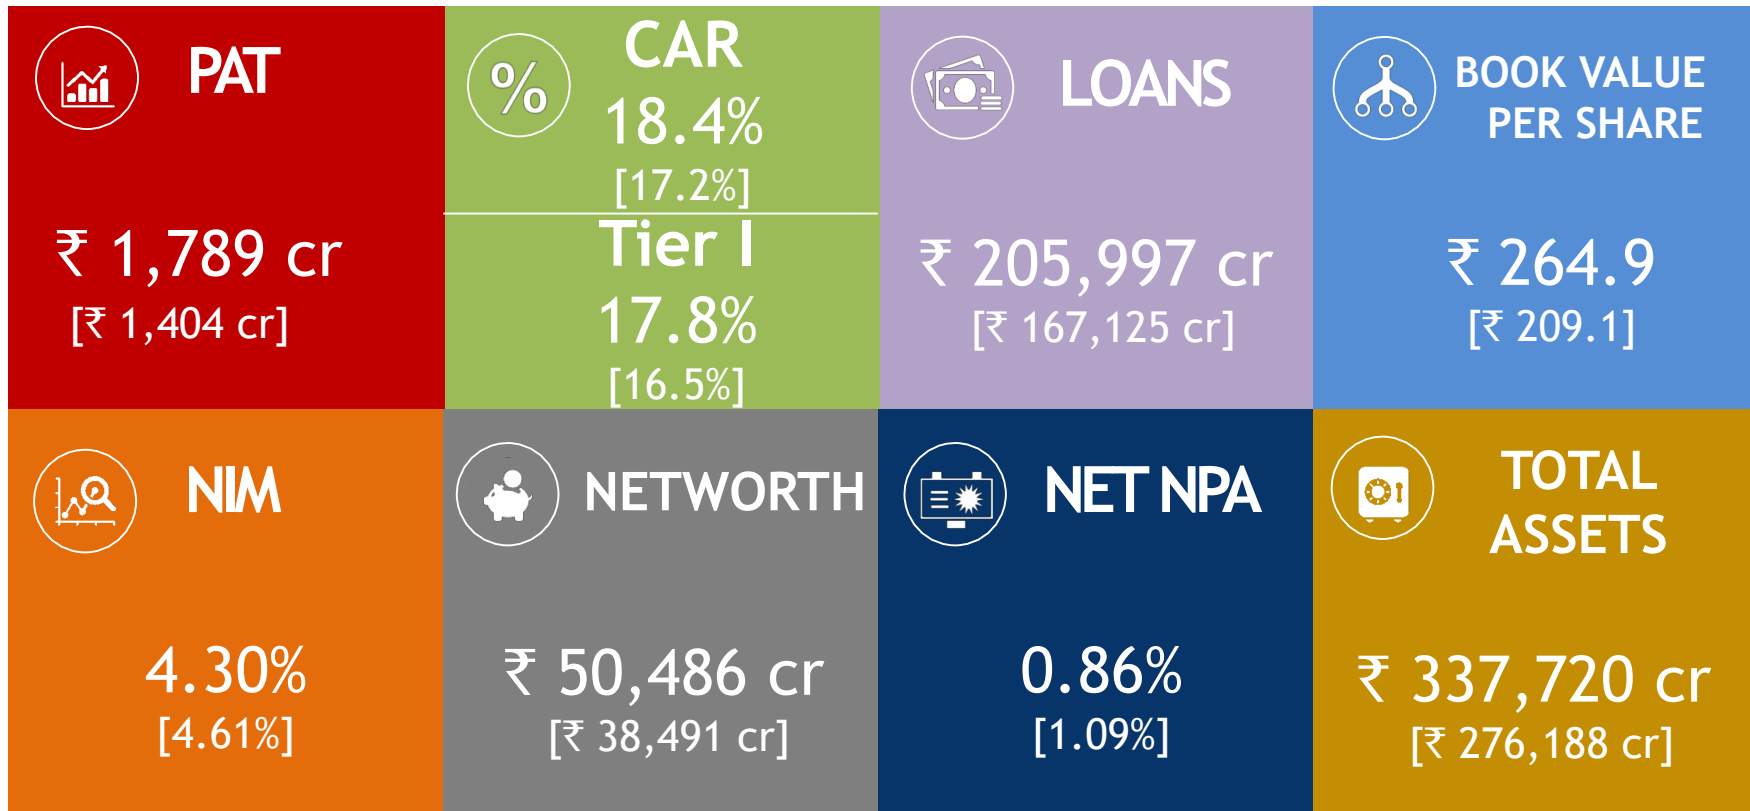 PAT
₹ 1,789 cr
[₹ 1,404 cr]
%
CAR
18.4%
[17.2%]
Tier I
17.8%
[16.5%]
LOANS
₹ 205,997 cr
[₹ 167,125 cr]
BOOK VALUE
PER SHARE
₹ 264.9
[₹ 209.1]
NIM
4.30%
[4.61%]
NETWORTH
₹ 50,486 cr
[₹ 38,491 cr]
NET NPA
0.86%
[1.09%]
TOTAL
ASSETS
₹ 337,720 cr
[₹ 276,188 cr]